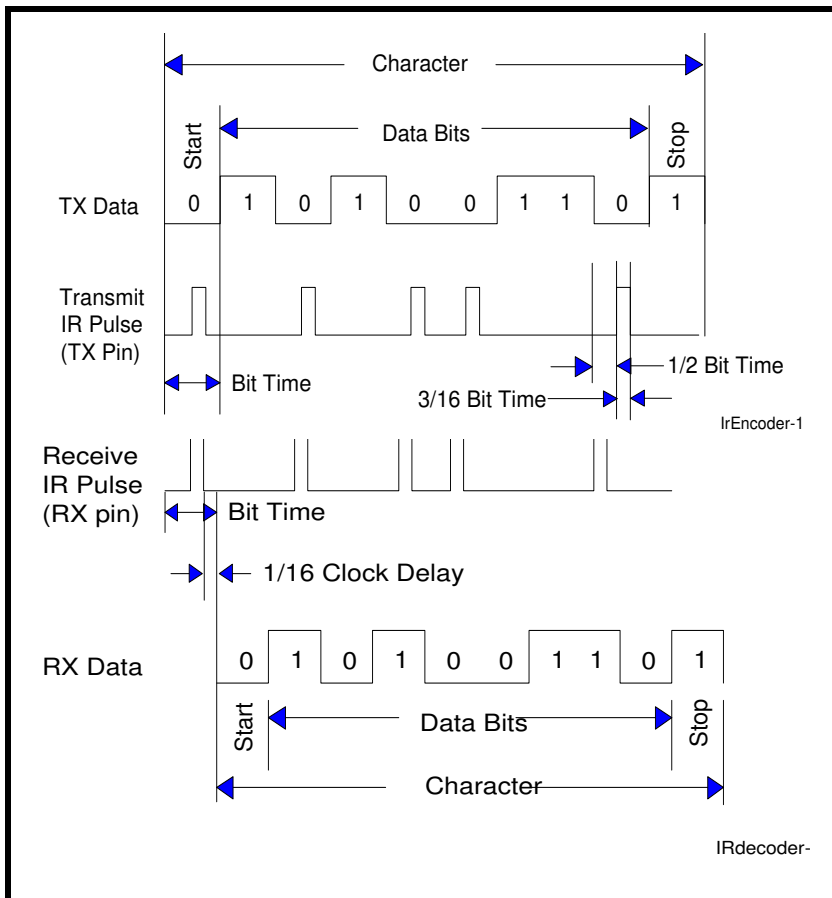 Character
Start
Data Bits
Stop
TX Data
0 1 0 1 0 0 1 1 0 1
Transmit
IR Pulse
(TX Pin)
Bit Time
1/2 Bit Time
3/16 Bit Time
IrEncoder-1
Receive
IR Pulse
(RX pin)
Bit Time
1/16 Clock Delay
RX Data
0 1 0 1 0 0 1 1 0 1
Start
Data Bits
Stop
Character
IRdecoder-